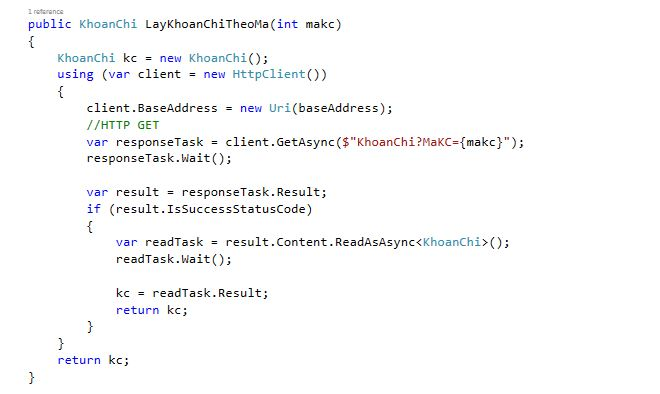 1 reference
public KhoanChi LayKhoanChiTheoMa(int makc)
{
    KhoanChi kc = new KhoanChi();
    using (var client = new HttpClient())
    {
        client.BaseAddress = new Uri(baseAddress);
        //HTTP GET
        var responseTask = client.GetAsync($"KhoanChi?MaKC={makc}");
        responseTask.Wait();

        var result = responseTask.Result;
        if (result.IsSuccessStatusCode)
        {
            var readTask = result.Content.ReadAsAsync<KhoanChi>();
            readTask.Wait();

            kc = readTask.Result;
            return kc;
        }
    }
    return kc;
}